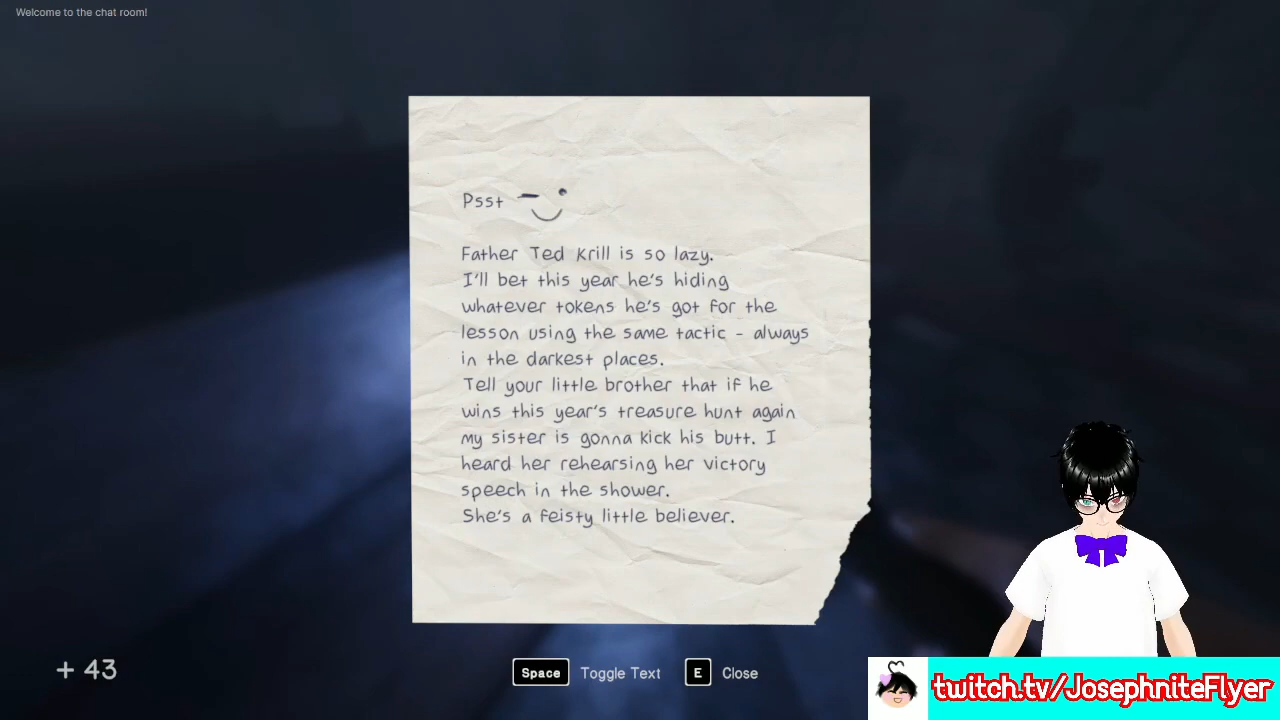 Welcome to the chat room!
Psst
Father Ted Krill is so lazy.
I'll bet this year he's hiding
whatever tokens he's got for the
lesson using the same tactic - always
in the darkest places.
Tell your little brother that if he
wins this year's treasure hunt again
my sister is gonna kick his butt. I
heard her rehearsing her victory
speech in the shower.
She's a feisty little believer.
+ 43
Space Toggle Text E Close
twitch.tv/JosephniteFlyer